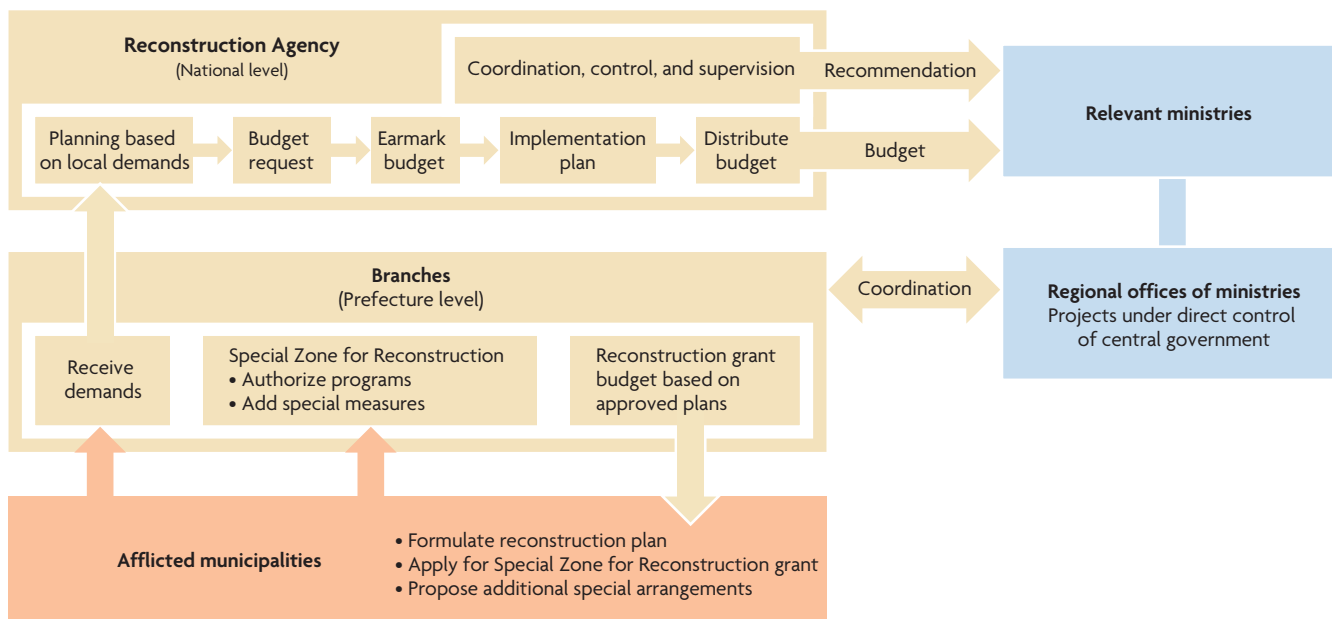 Reconstruction Agency
(National level)
Coordination, control, and supervision
Recommendation
Relevant ministries
Planning based
on local demands
Budget
request
Earmark
budget
Implementation
plan
Distribute
budget
Budget
Branches
(Prefecture level)
Coordination
Regional offices of ministries
Projects under direct control
of central government
Receive
demands
Special Zone for Reconstruction
• Authorize programs
• Add special measures
Reconstruction grant
budget based on
approved plans
Afflicted municipalities
• Formulate reconstruction plan
• Apply for Special Zone for Reconstruction grant
• Propose additional special arrangements